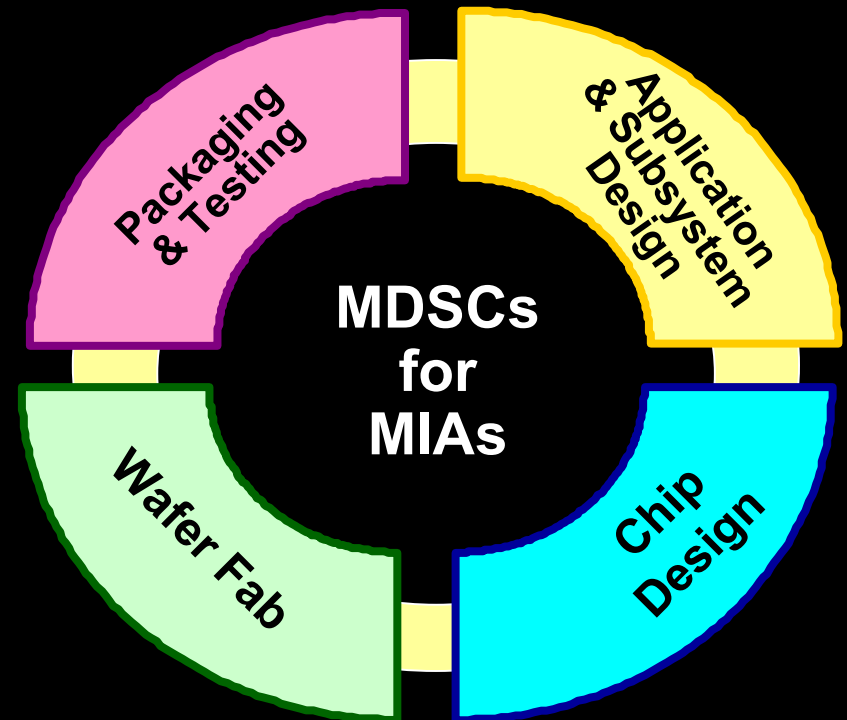 Packaging
& Testing
Application
& Subsystem
Design
MDSCs
for
MIAs
Wafer Fab
Chip
Design